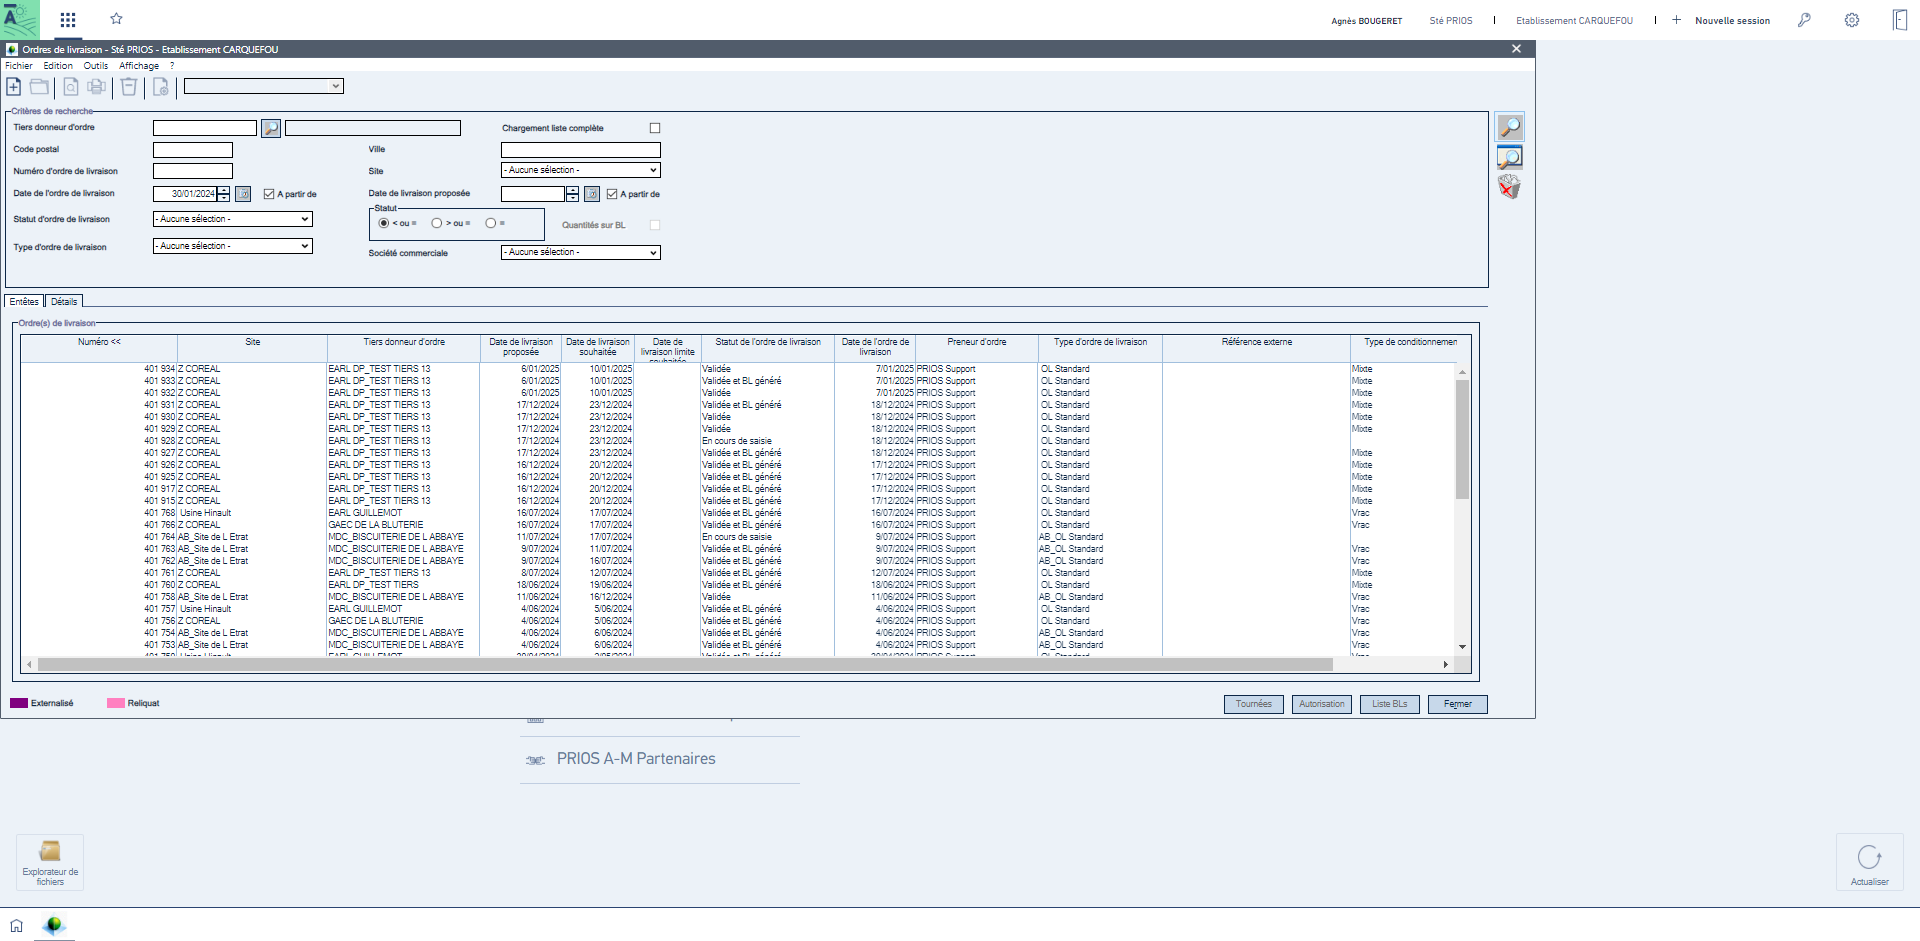 Agnès BOUGERET Sté PRIOS Etablissement CARQUEFOU Nouvelle session
Ordres de livraison - Sté PRIOS - Etablissement CARQUEFOU
Fichier Edition Outils Affichage ?
Critères de recherche
Tiers donneur d'ordre Chargement liste complète
Code postal Ville
Numéro d'ordre de livraison Site - Aucune sélection -
Date de l'ordre de livraison 30/01/2024 A partir de Date de livraison proposée A partir de
Statut
Statut d'ordre de livraison - Aucune sélection - < ou = > ou = = Quantités sur BL
Type d'ordre de livraison - Aucune sélection - Société commerciale - Aucune sélection -
Entêtes Détails
Ordre(s) de livraison
Numéro << Site Tiers donneur d'ordre Date de livraison proposée Date de livraison souhaitée Date de livraison limite souhaitée Statut de l'ordre de livraison Date de l'ordre de livraison Preneur d'ordre Type d'ordre de livraison Référence externe Type de conditionnemen
401 934 Z COREAL EARL DP_TEST TIERS 13 6/01/2025 10/01/2025 Validée 7/01/2025 PRIOS Support OL Standard Mixte
401 933 Z COREAL EARL DP_TEST TIERS 13 6/01/2025 10/01/2025 Validée et BL généré 7/01/2025 PRIOS Support OL Standard Mixte
401 932 Z COREAL EARL DP_TEST TIERS 13 6/01/2025 10/01/2025 Validée 7/01/2025 PRIOS Support OL Standard Mixte
401 931 Z COREAL EARL DP_TEST TIERS 13 17/12/2024 23/12/2024 Validée et BL généré 18/12/2024 PRIOS Support OL Standard Mixte
401 930 Z COREAL EARL DP_TEST TIERS 13 17/12/2024 23/12/2024 Validée 18/12/2024 PRIOS Support OL Standard Mixte
401 929 Z COREAL EARL DP_TEST TIERS 13 17/12/2024 23/12/2024 Validée 18/12/2024 PRIOS Support OL Standard Mixte
401 928 Z COREAL EARL DP_TEST TIERS 13 17/12/2024 23/12/2024 En cours de saisie 18/12/2024 PRIOS Support OL Standard
401 927 Z COREAL EARL DP_TEST TIERS 13 17/12/2024 23/12/2024 Validée et BL généré 18/12/2024 PRIOS Support OL Standard Mixte
401 926 Z COREAL EARL DP_TEST TIERS 13 16/12/2024 20/12/2024 Validée et BL généré 17/12/2024 PRIOS Support OL Standard Mixte
401 925 Z COREAL EARL DP_TEST TIERS 13 16/12/2024 20/12/2024 Validée et BL généré 17/12/2024 PRIOS Support OL Standard Mixte
401 917 Z COREAL EARL DP_TEST TIERS 13 16/12/2024 20/12/2024 Validée et BL généré 17/12/2024 PRIOS Support OL Standard Mixte
401 915 Z COREAL EARL DP_TEST TIERS 13 16/12/2024 20/12/2024 Validée et BL généré 17/12/2024 PRIOS Support OL Standard Mixte
401 768 Usine Hinault EARL GUILLEMOT 16/07/2024 17/07/2024 Validée et BL généré 16/07/2024 PRIOS Support OL Standard Vrac
401 766 Z COREAL GAEC DE LA BLUTERIE 16/07/2024 17/07/2024 Validée et BL généré 16/07/2024 PRIOS Support OL Standard Vrac
401 764 AB_Site de L Etrat MDC_BISCUITERIE DE L ABBAYE 11/07/2024 17/07/2024 En cours de saisie 9/07/2024 PRIOS Support AB_OL Standard
401 763 AB_Site de L Etrat MDC_BISCUITERIE DE L ABBAYE 9/07/2024 11/07/2024 Validée et BL généré 9/07/2024 PRIOS Support AB_OL Standard Vrac
401 762 AB_Site de L Etrat MDC_BISCUITERIE DE L ABBAYE 9/07/2024 16/07/2024 Validée et BL généré 9/07/2024 PRIOS Support AB_OL Standard Vrac
401 761 Z COREAL EARL DP_TEST TIERS 13 8/07/2024 12/07/2024 Validée et BL généré 12/07/2024 PRIOS Support OL Standard Mixte
401 760 Z COREAL EARL DP_TEST TIERS 18/06/2024 19/06/2024 Validée et BL généré 18/06/2024 PRIOS Support OL Standard Mixte
401 758 AB_Site de L Etrat MDC_BISCUITERIE DE L ABBAYE 11/06/2024 16/12/2024 Validée 11/06/2024 PRIOS Support AB_OL Standard Vrac
401 757 Usine Hinault EARL GUILLEMOT 4/06/2024 5/06/2024 Validée et BL généré 4/06/2024 PRIOS Support OL Standard Vrac
401 756 Z COREAL GAEC DE LA BLUTERIE 4/06/2024 5/06/2024 Validée et BL généré 4/06/2024 PRIOS Support OL Standard Vrac
401 754 AB_Site de L Etrat MDC_BISCUITERIE DE L ABBAYE 4/06/2024 6/06/2024 Validée et BL généré 4/06/2024 PRIOS Support AB_OL Standard Vrac
401 753 AB_Site de L Etrat MDC_BISCUITERIE DE L ABBAYE 4/06/2024 6/06/2024 Validée et BL généré 4/06/2024 PRIOS Support AB_OL Standard Vrac
Externalisé Reliquat Tournées Autorisation Liste BLs Fermer
PRIOS A-M Partenaires
Explorateur de fichiers
Actualiser